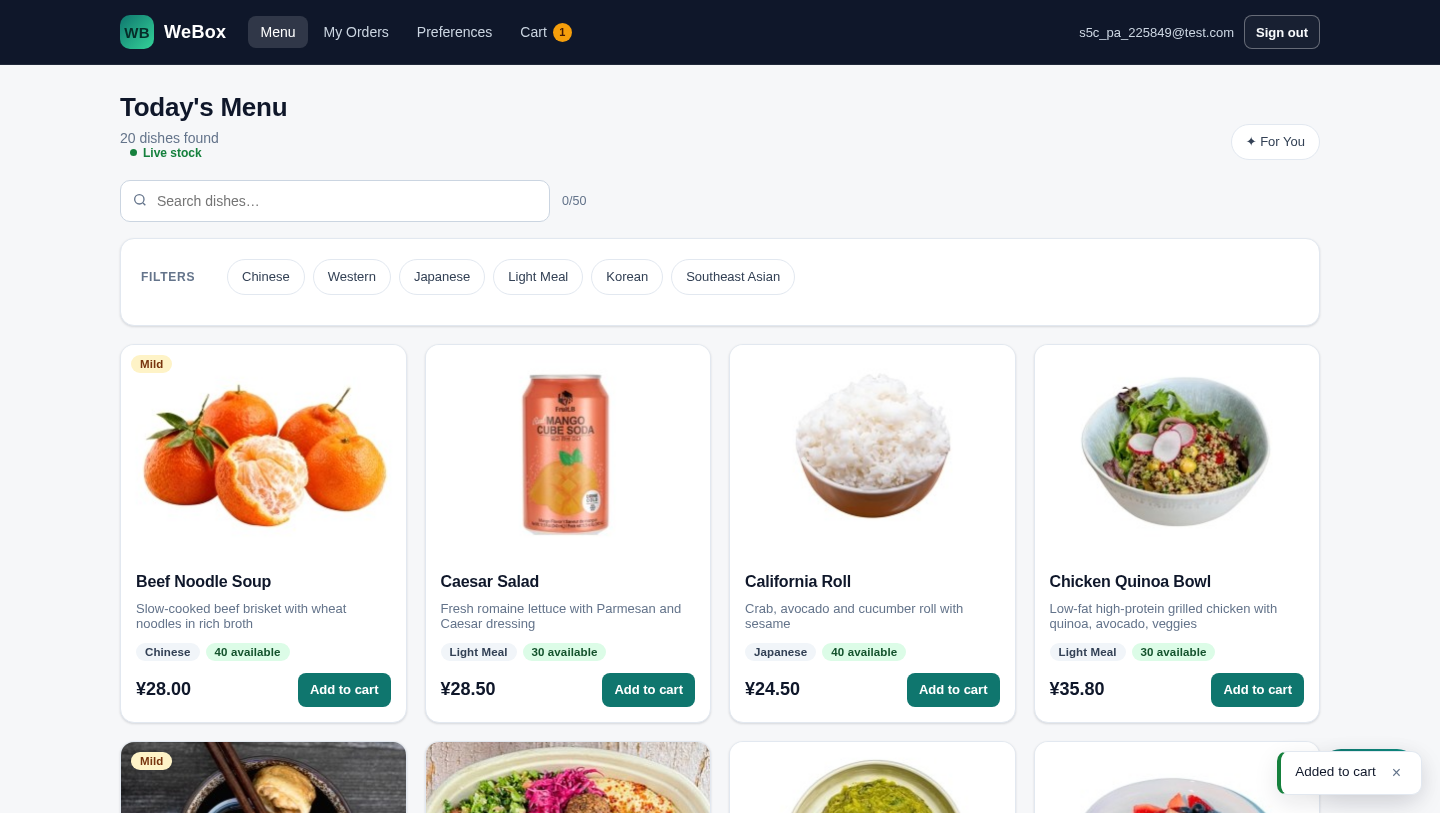 WB WeBox Menu My Orders Preferences Cart 1 s5c_pa_225849@test.com Sign out
Today's Menu
20 dishes found
Live stock
✦ For You
Search dishes… 0/50
FILTERS Chinese Western Japanese Light Meal Korean Southeast Asian
Mild
MANGO
CUBE SODA
Beef Noodle Soup
Slow-cooked beef brisket with wheat
noodles in rich broth
Chinese 40 available
¥28.00 Add to cart
Caesar Salad
Fresh romaine lettuce with Parmesan and
Caesar dressing
Light Meal 30 available
¥28.50 Add to cart
California Roll
Crab, avocado and cucumber roll with
sesame
Japanese 40 available
¥24.50 Add to cart
Chicken Quinoa Bowl
Low-fat high-protein grilled chicken with
quinoa, avocado, veggies
Light Meal 30 available
¥35.80 Add to cart
Mild
Added to cart ×